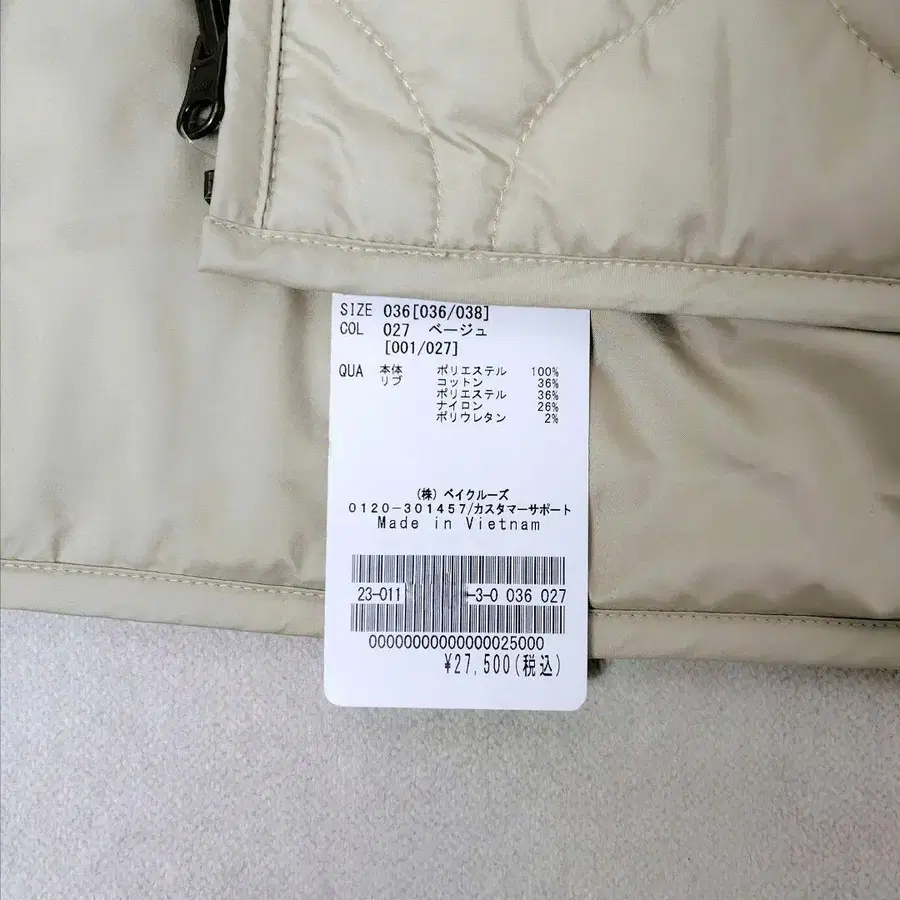 SIZE 036[036/038]
COL 027 ベージュ
[001/027]
QUA 本体 ポリエステル 100%
リブ コットン 36%
ポリエステル 36%
ナイロン 26%
ポリウレタン 2%
(株) ベイクルーズ
0120-301457/カスタマーサポート
Made in Vietnam
23-011 -3-0 036 027
00000000000000025000
¥27,500(税込)